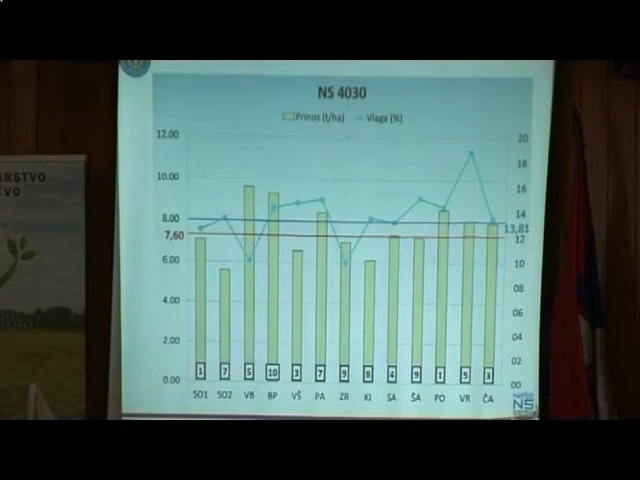 NS 4030
Prinos (t/ha) Vlaga (%)
12.00
10.00
8.00
7,60
6.00
4.00
2.00
0.00
20
18
16
14
13,81
12
10
08
06
04
02
00
1 7 5 10 3 7 9 8 4 9 1 5 3
SO1 SO2 VB BP VŠ PA ZR KI SA ŠA PO VR ČA
NS
ARSTVO
TVO